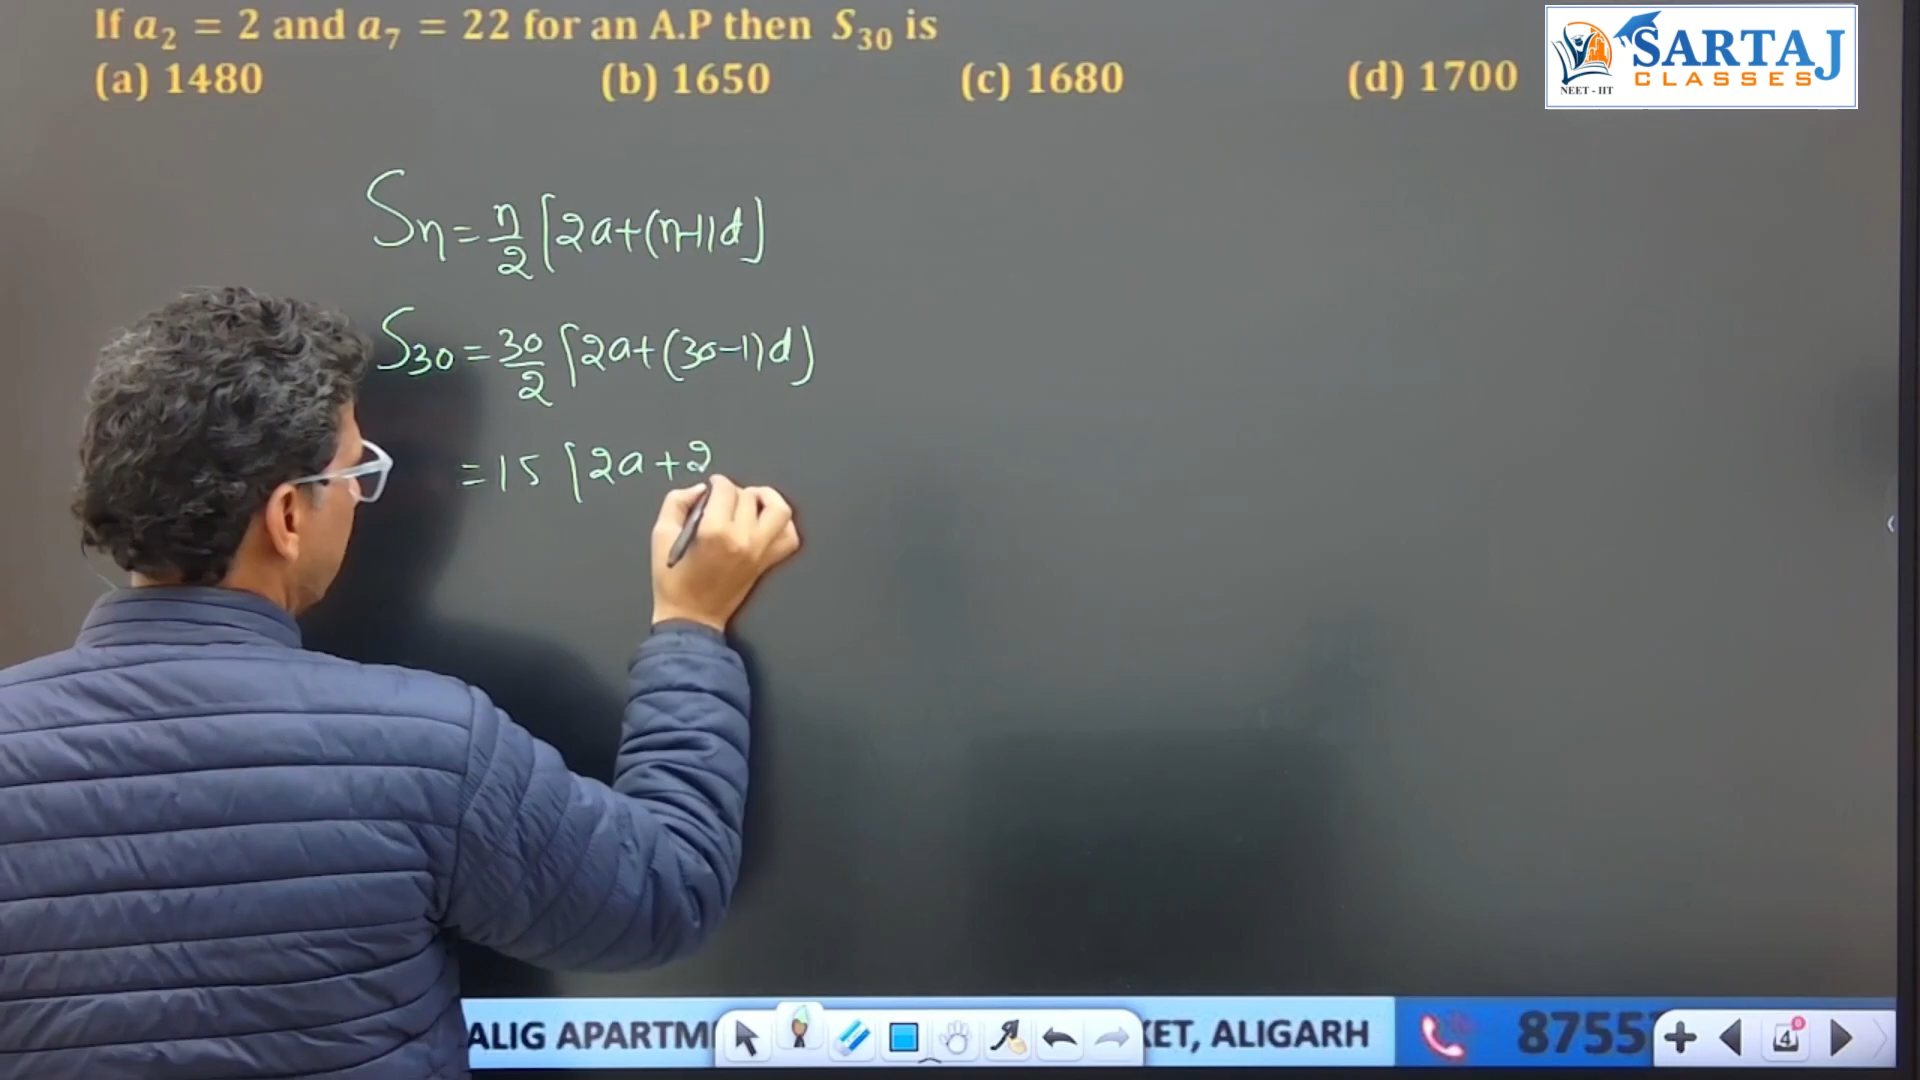 If a₂ = 2 and a₇ = 22 for an A.P then S₃₀ is
(a) 1480 (b) 1650 (c) 1680 (d) 1700
SARTAJ
CLASSES
NEET - IIT
Sn = n/2 [2a+(n-1)d]
S₃₀ = 30/2 [2a+(30-1)d]
= 15 [2a+2
ALIG APARTM KET, ALIGARH 8755
4